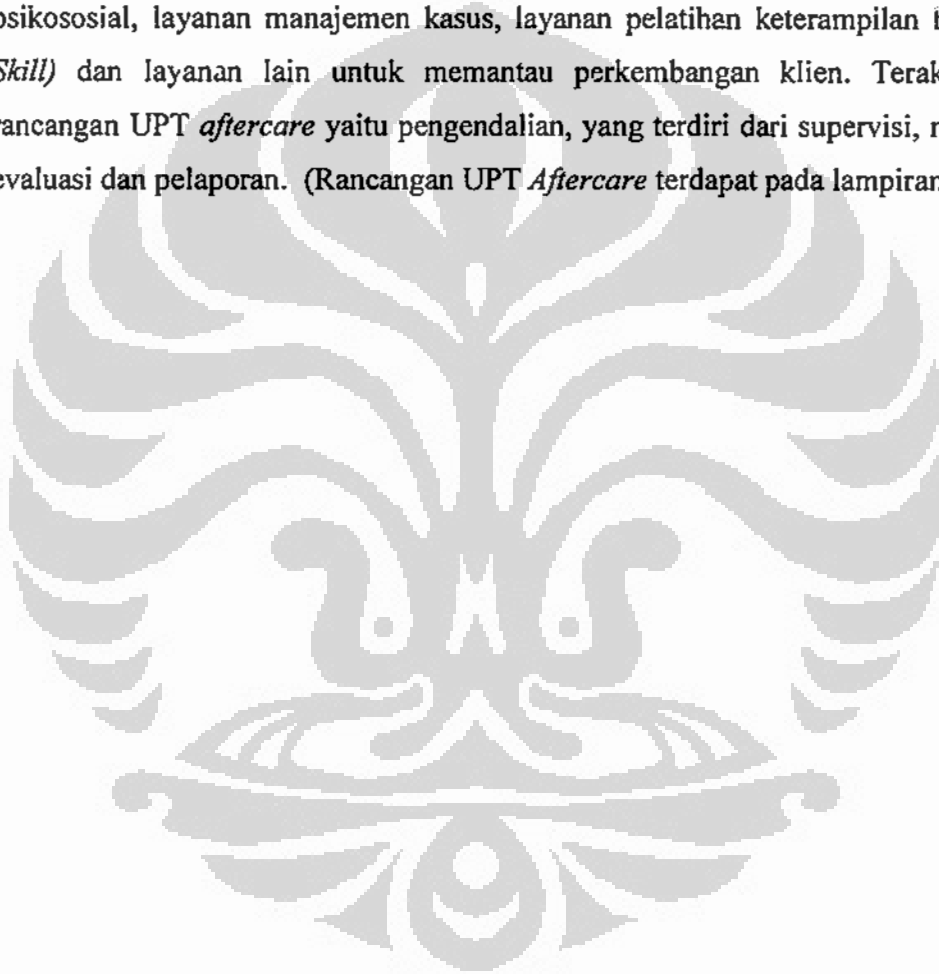 psikososial, layanan manajemen kasus, layanan pelatihan keterampilan
Skill) dan layanan lain untuk memantau perkembangan klien.
rancangan UPT aftercare yaitu pengendalian, yang terdiri dari supervisi,
evaluasi dan pelaporan. (Rancangan UPT Aftercare terdapat pada lampiran